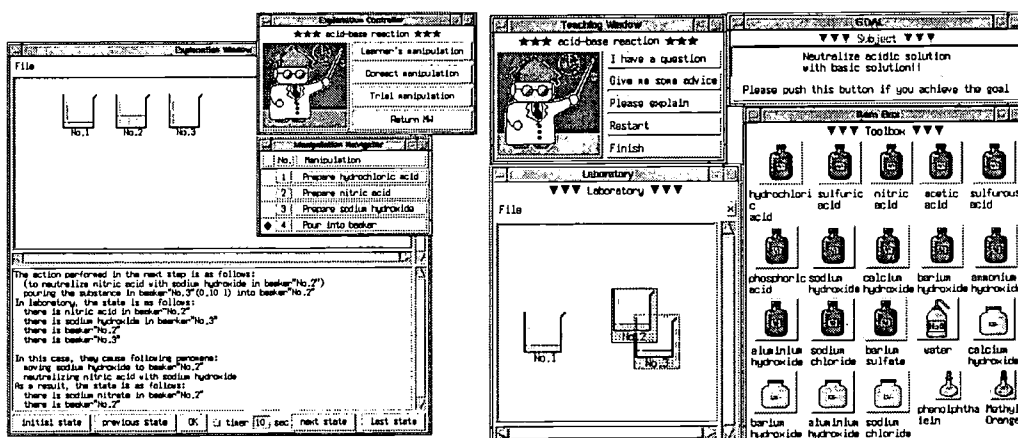 Explanation Window
File
No.1
No.2
No.3
Explanation Controller
★★★ acid-base reaction ★★★
Learner's manipulation
Correct manipulation
Trial manipulation
Return MW
Manipulation Navigator
No. Manipulation
1 Prepare hydrochloric acid
2 Prepare nitric acid
3 Prepare sodium hydroxide
◆ 4 Pour into beaker
The action performed in the next step is as follows:
(to neutralize nitric acid with sodium hydroxide in beaker"No.2")
pouring the substance in beaker"No.3"(0.10 l) into beaker"No.2"
In laboratory, the state is as follows:
there is nitric acid in beaker"No.2"
there is sodium hydroxide in beaker"No.3"
there is beaker"No.2"
there is beaker"No.3"
In this case, they cause following
moving sodium hydroxide to beaker"No.2"
neutralizing nitric acid with sodium hydroxide
As a result, the state is as follows:
there is sodium nitrate in beaker"No.2"
there is beaker"No.2"
initial state previous state OK timer 10 sec next state last state
Teaching Window
★★★ acid-base reaction ★★★
I have a question
Give me some advice
Please explain
Restart
Finish
Laboratory
▼▼▼ Laboratory ▼▼▼
File
No.1
No.2
No.3
GOAL
▼▼▼ Subject ▼▼▼
Neutralize acidic solution
with basic solution!!
Please push this button if you achieve the goal
Item Box
▼▼▼ Toolbox ▼▼▼
hydrochlori
c
acid
sulfuric
acid
nitric
acid
acetic
acid
sulfurous
acid
phosphoric
acid
sodium
hydroxide
calcium
hydroxide
barium
hydroxide
ammonium
hydroxide
aluminium
hydroxide
sodium
chloride
barium
sulfate
water
calcium
hydroxide
barium
hydroxide
aluminium
hydroxide
sodium
chloride
phenolphtha
lein
Methyl
Orange